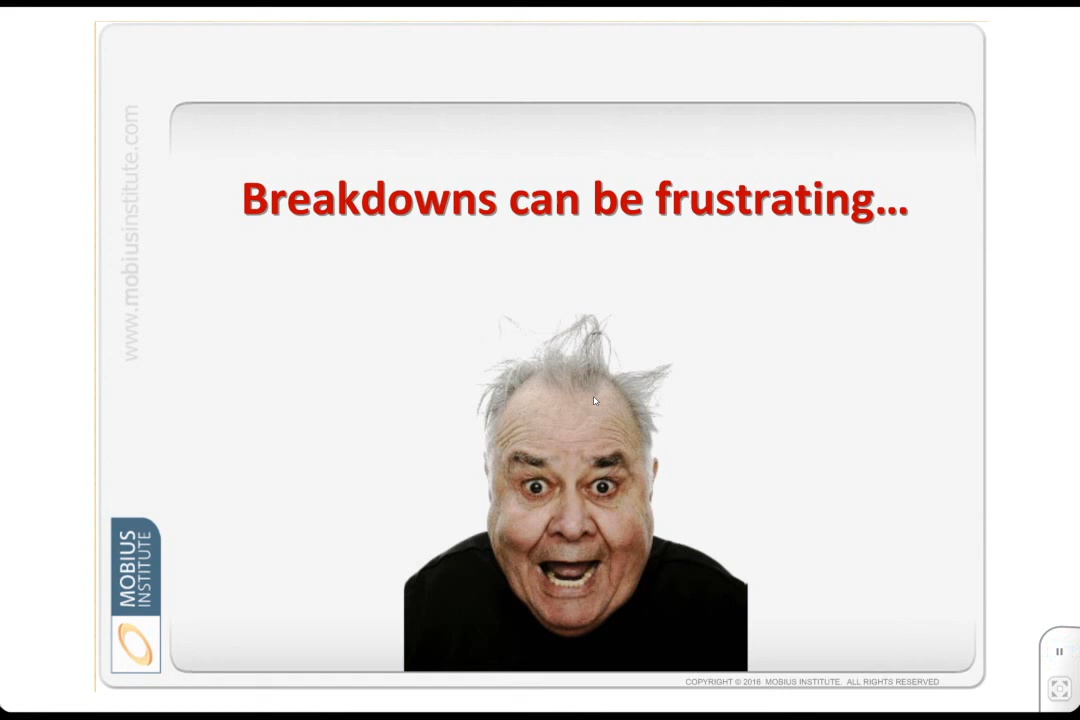 Breakdowns can be frustrating...
www.mobiusinstitute.com
MOBIUS
INSTITUTE
COPYRIGHT © 2016 MOBIUS INSTITUTE. ALL RIGHTS RESERVED